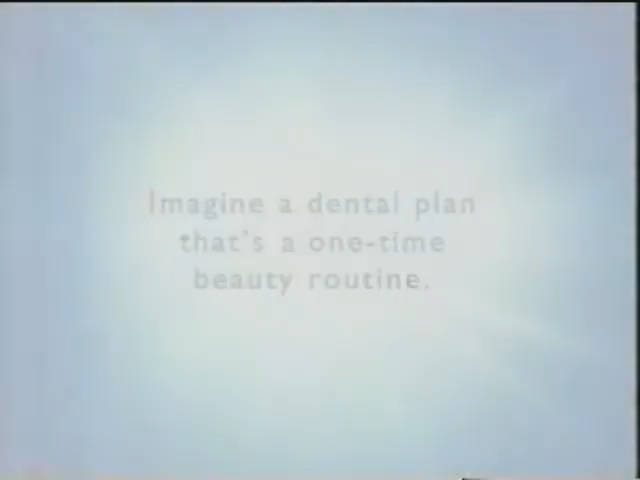 Imagine a dental plan
that's a one-time
beauty routine.